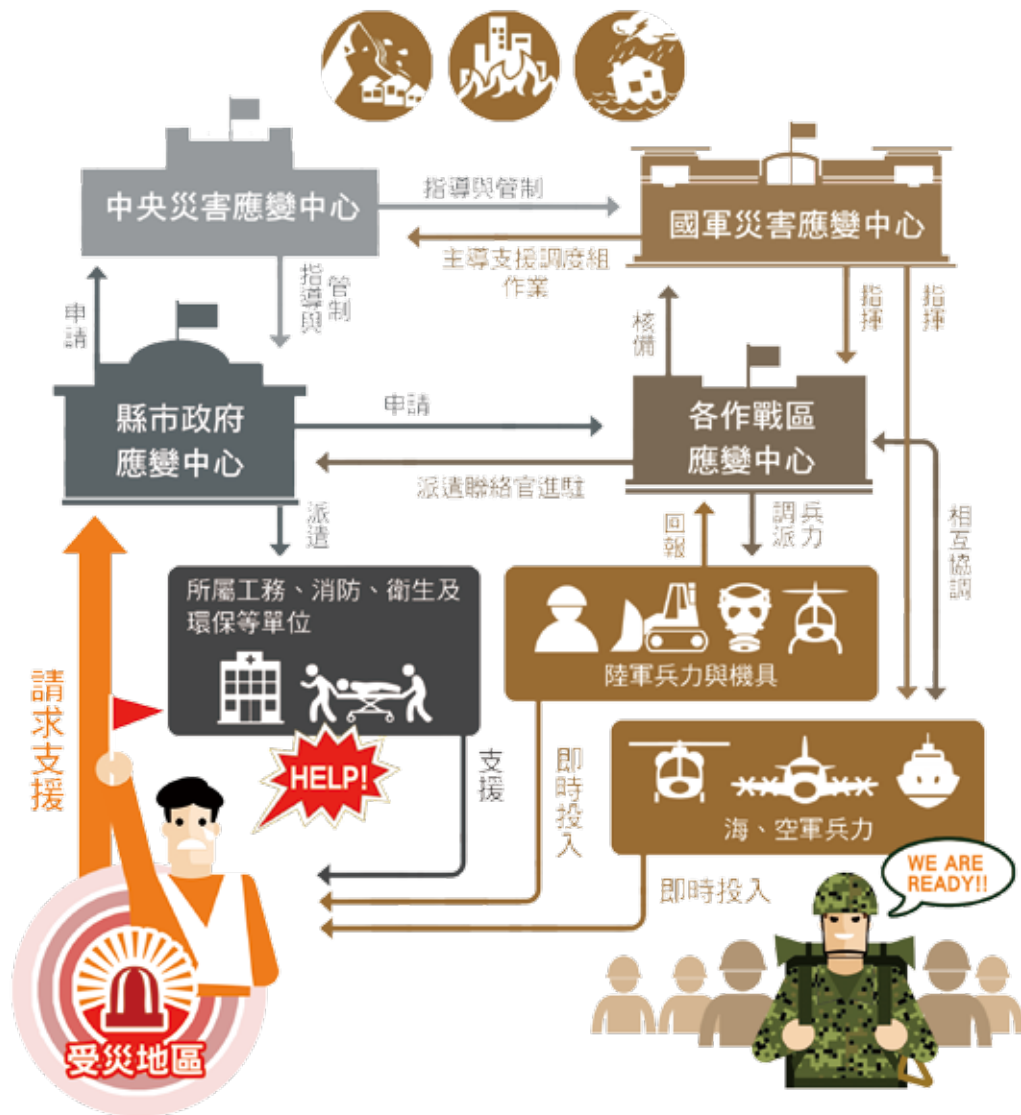 中央災害應變中心
指導與管制
國軍災害應變中心
主導支援調度組
作業
申請
指導與
管制
核備
指揮
指揮
縣市政府
應變中心
申請
各作戰區
應變中心
派遣聯絡官進駐
派遣
回報
調派
兵力
相互協調
所屬工務、消防、衛生及
環保等單位
陸軍兵力與機具
請求支援
HELP!
支援
即時投入
海、空軍兵力
即時投入
WE ARE
READY!!
受災地區